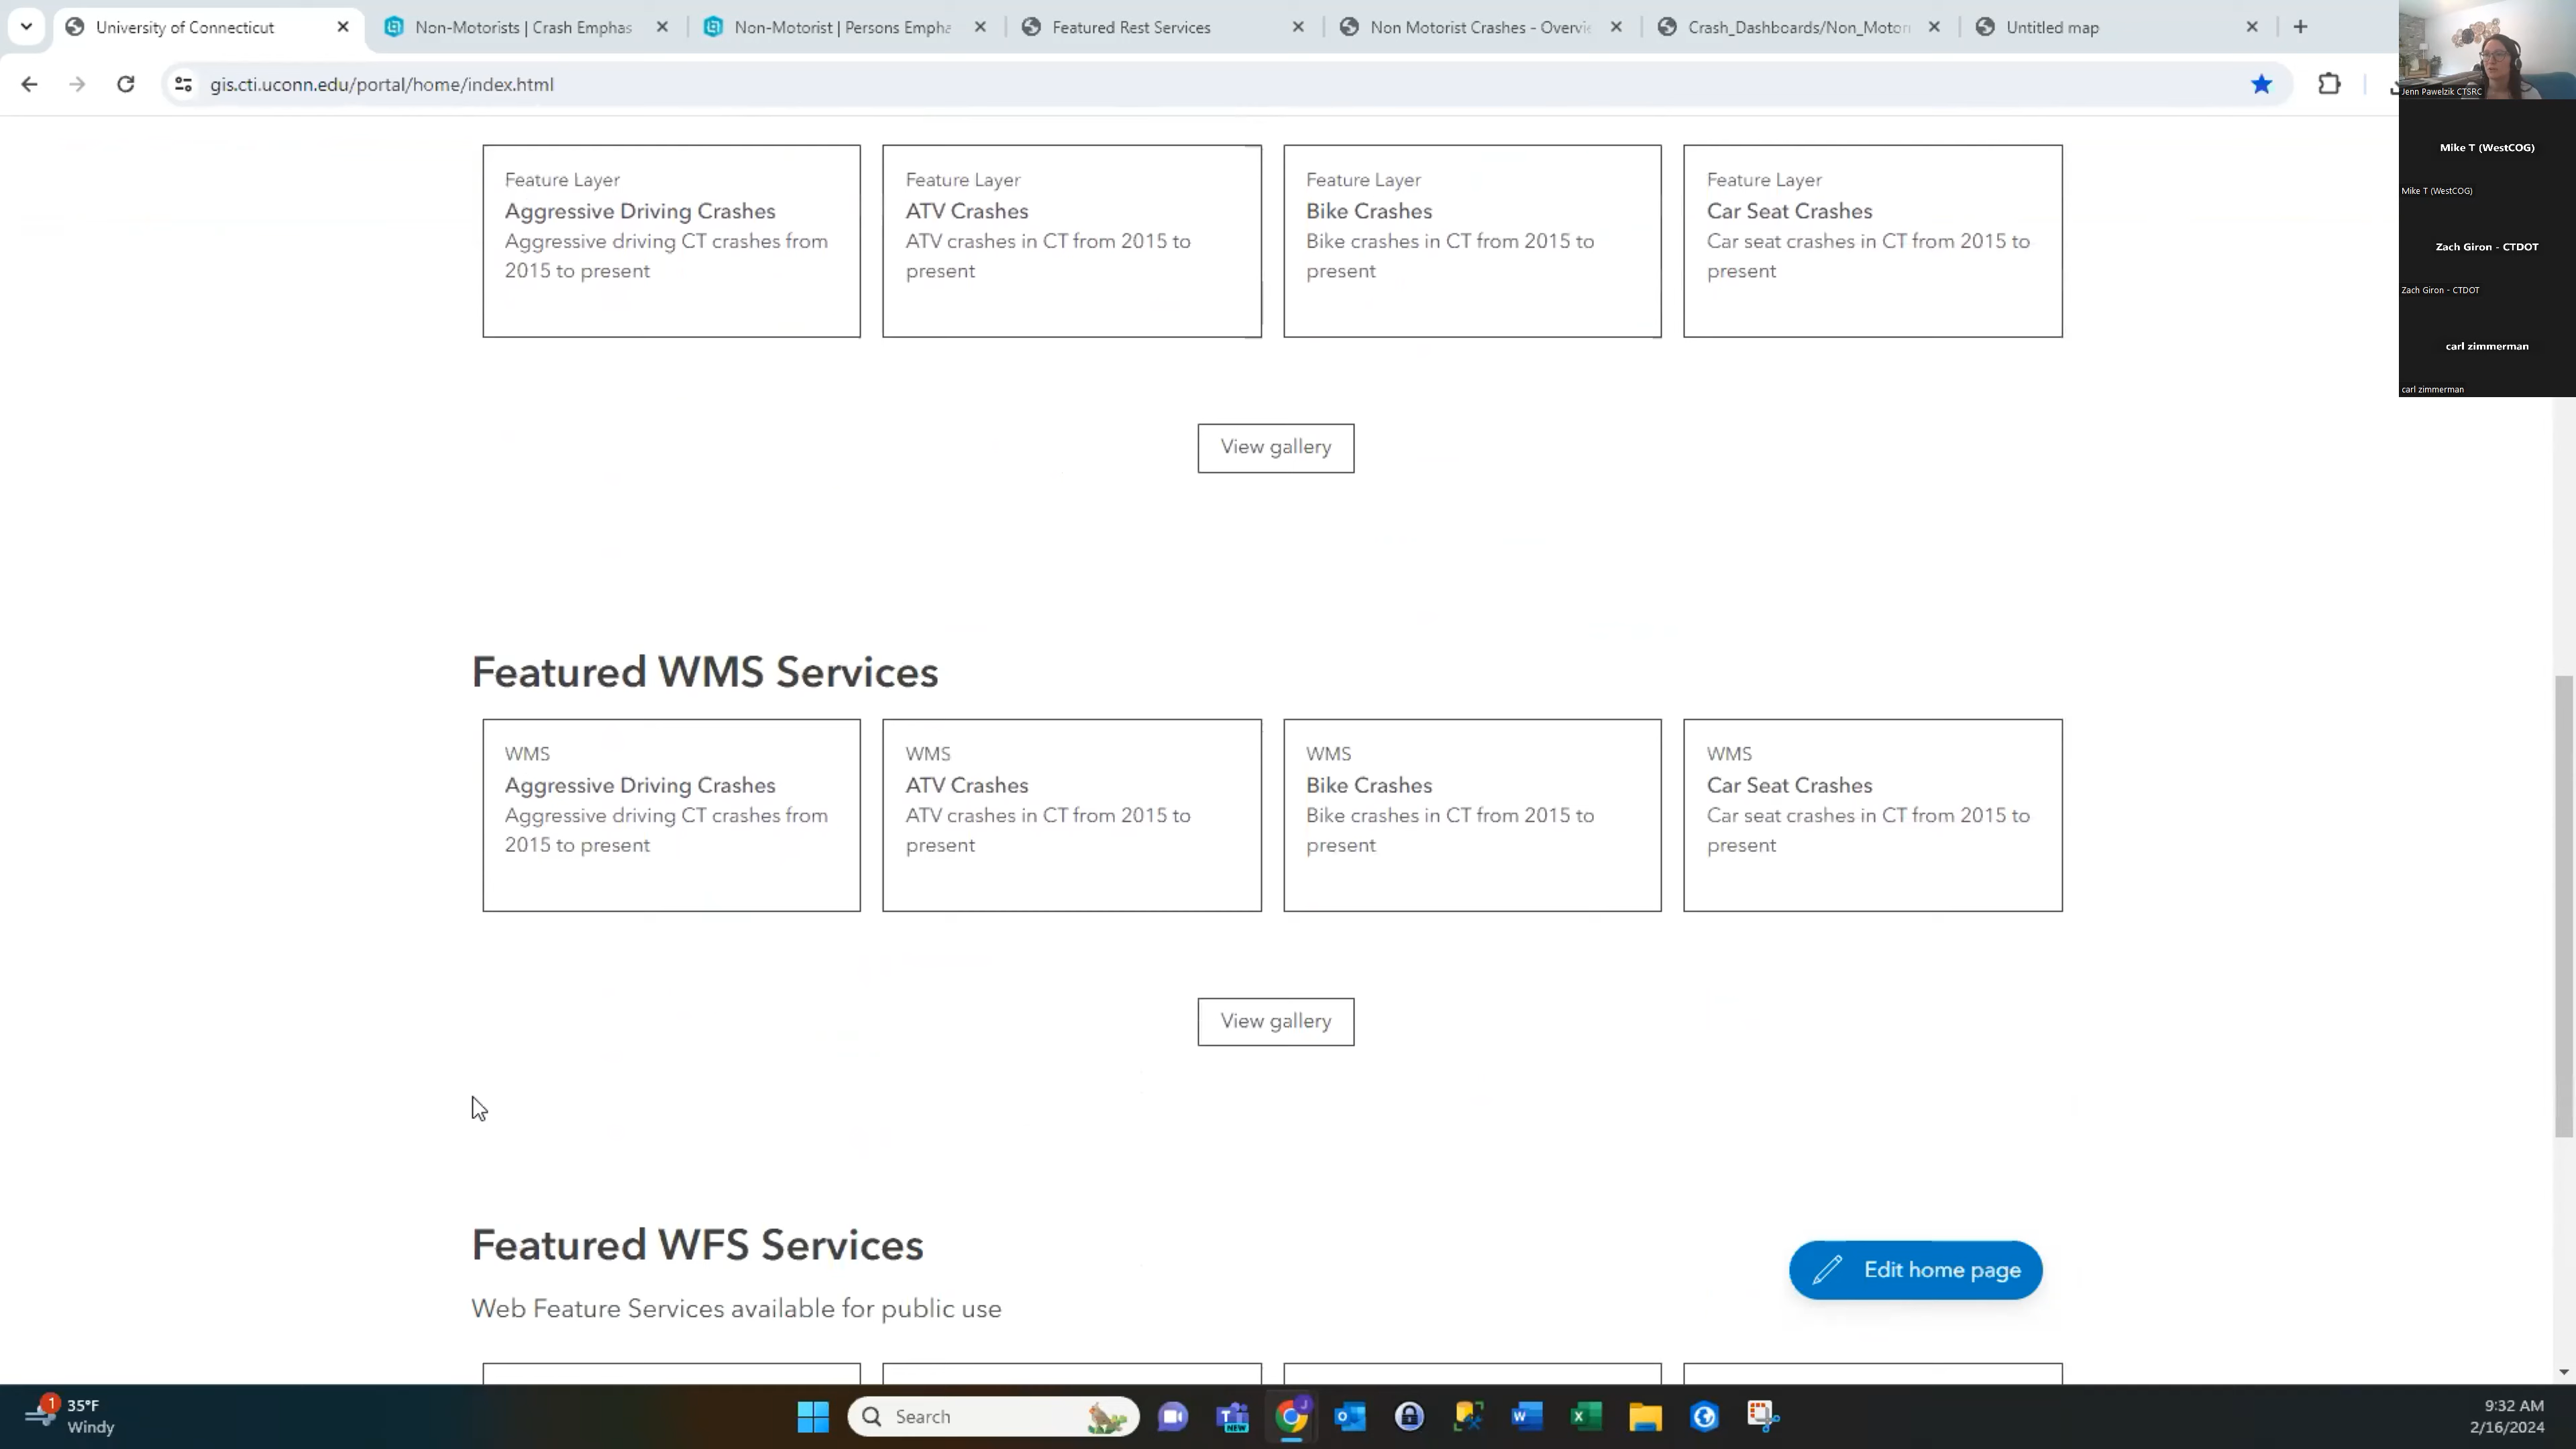 University of Connecticut
Non-Motorists | Crash Emphas
Non-Motorist | Persons Empha
Featured Rest Services
Non Motorist Crashes - Overvi
Crash_Dashboards/Non_Motor
Untitled map
gis.cti.uconn.edu/portal/home/index.html
Jenn Pawelzik CTSRC
Mike T (WestCOG)
Mike T (WestCOG)
Zach Giron - CTDOT
Zach Giron - CTDOT
carl zimmerman
carl zimmerman
Feature Layer
Aggressive Driving Crashes
Aggressive driving CT crashes from
2015 to present
Feature Layer
ATV Crashes
ATV crashes in CT from 2015 to
present
Feature Layer
Bike Crashes
Bike crashes in CT from 2015 to
present
Feature Layer
Car Seat Crashes
Car seat crashes in CT from 2015 to
present
View gallery
Featured WMS Services
WMS
Aggressive Driving Crashes
Aggressive driving CT crashes from
2015 to present
WMS
ATV Crashes
ATV crashes in CT from 2015 to
present
WMS
Bike Crashes
Bike crashes in CT from 2015 to
present
WMS
Car Seat Crashes
Car seat crashes in CT from 2015 to
present
View gallery
Featured WFS Services
Web Feature Services available for public use
Edit home page
1
35°F
Windy
Search
NEW
J
9:32 AM
2/16/2024